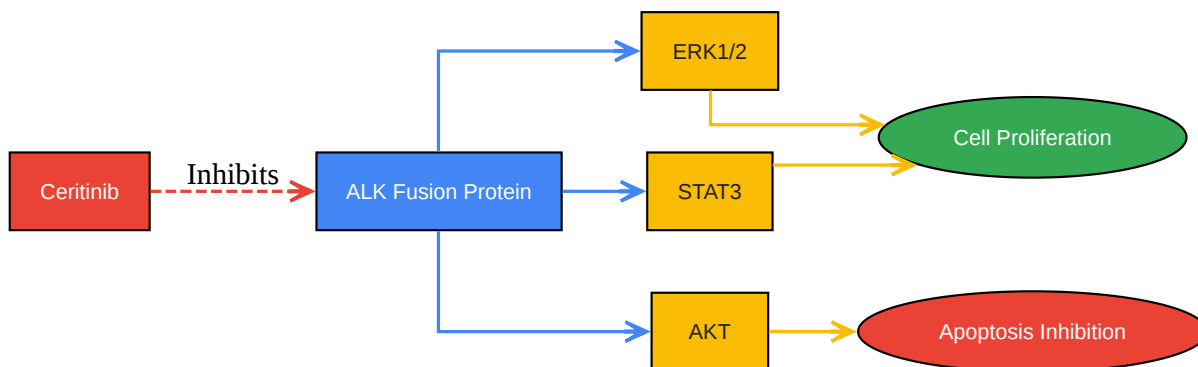 ERK1/2
Cell Proliferation
Ceritinib
Inhibits
ALK Fusion Protein
STAT3
AKT
Apoptosis Inhibition